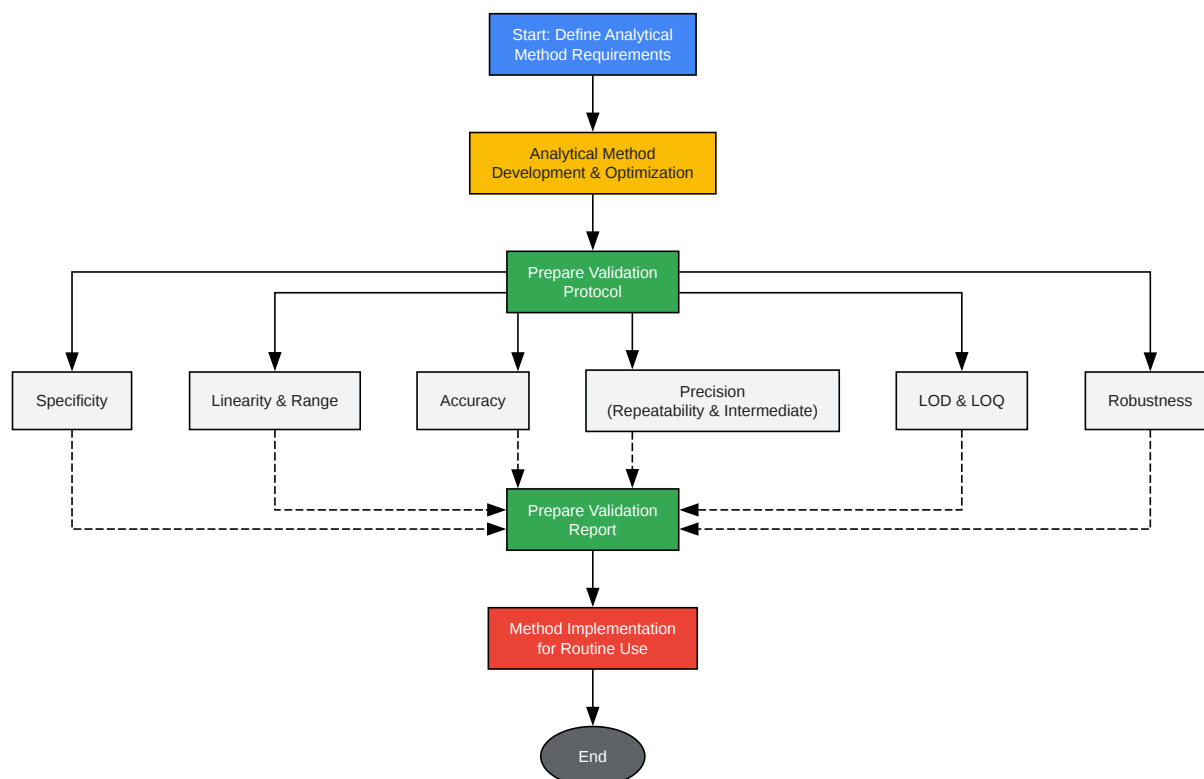 Start: Define Analytical
Method Requirements
Analytical Method
Development & Optimization
Prepare Validation
Protocol
Specificity
Linearity & Range
Accuracy
Precision
(Repeatability & Intermediate)
LOD & LOQ
Robustness
Prepare Validation
Report
Method Implementation
for Routine Use
End